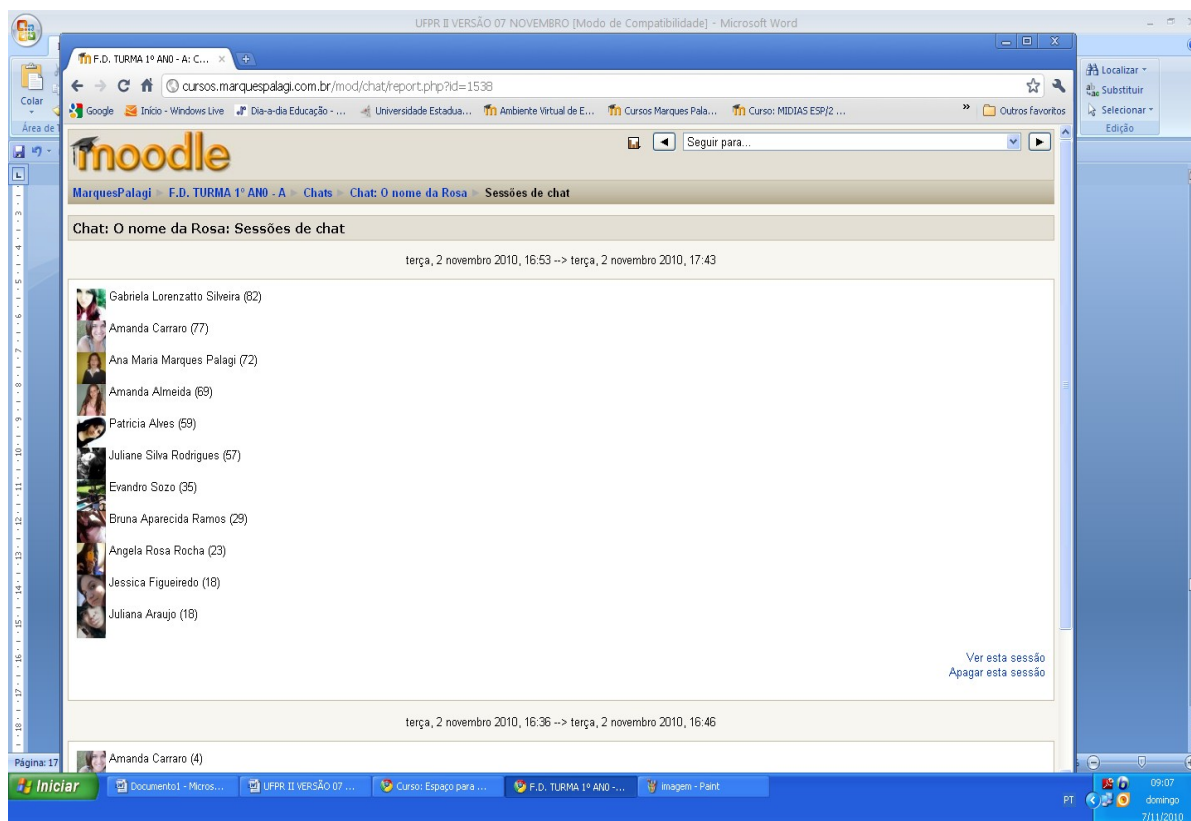 UFPR II VERSÃO 07 NOVEMBRO [Modo de Compatibilidade] - Microsoft Word
F.D. TURMA 1º AN0 - A: C...
cursos.marquespalagi.com.br/mod/chat/report.php?id=1538
Google Início - Windows Live Dia-a-dia Educação - ... Universidade Estadua... Ambiente Virtual de E... Cursos Marques Pala... Curso: MIDIAS ESP/2 ... » Outros favoritos
Colar
Área de
Localizar
Substituir
Selecionar
Edição
moodle
Seguir para...
MarquesPalagi ► F.D. TURMA 1º AN0 - A ► Chats ► Chat: O nome da Rosa ► Sessões de chat
Chat: O nome da Rosa: Sessões de chat
terça, 2 novembro 2010, 16:53 --> terça, 2 novembro 2010, 17:43
Gabriela Lorenzatto Silveira (82)
Amanda Carraro (77)
Ana Maria Marques Palagi (72)
Amanda Almeida (69)
Patricia Alves (59)
Juliane Silva Rodrigues (57)
Evandro Sozo (35)
Bruna Aparecida Ramos (29)
Angela Rosa Rocha (23)
Jessica Figueiredo (18)
Juliana Araujo (18)
Ver esta sessão
Apagar esta sessão
terça, 2 novembro 2010, 16:36 --> terça, 2 novembro 2010, 16:46
Amanda Carraro (4)
Página: 17
Iniciar Documento1 - Micros... UFPR II VERSÃO 07 ... Curso: Espaço para ... F.D. TURMA 1º AN0 -... imagem - Paint
PT
09:07
domingo
7/11/2010